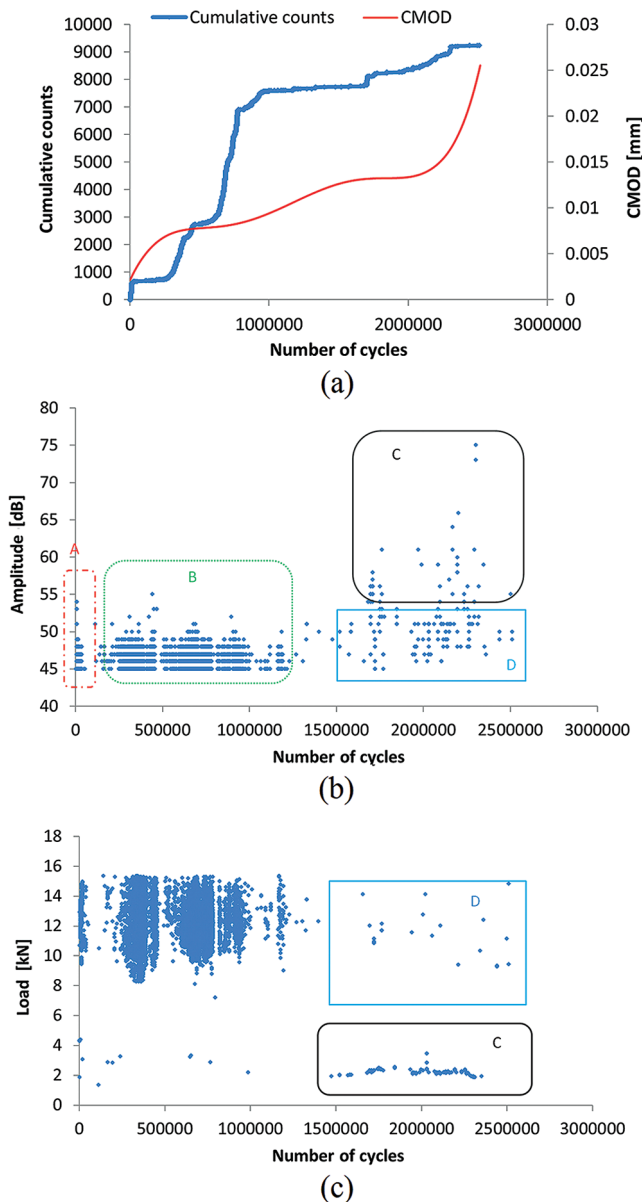 Cumulative counts CMOD
10000
9000
8000
7000
6000
5000
4000
3000
2000
1000
0
Cumulative counts
0.03
0.025
0.02
0.015
0.01
0.005
0
CMOD [mm]
0 1000000 2000000 3000000
Number of cycles
(a)
80
75
70
65
60
55
50
45
40
Amplitude [dB]
A
B
C
D
0 500000 1000000 1500000 2000000 2500000 3000000
Number of cycles
(b)
18
16
14
12
10
8
6
4
2
0
Load [kN]
D
C
0 500000 1000000 1500000 2000000 2500000 3000000
Number of cycles
(c)